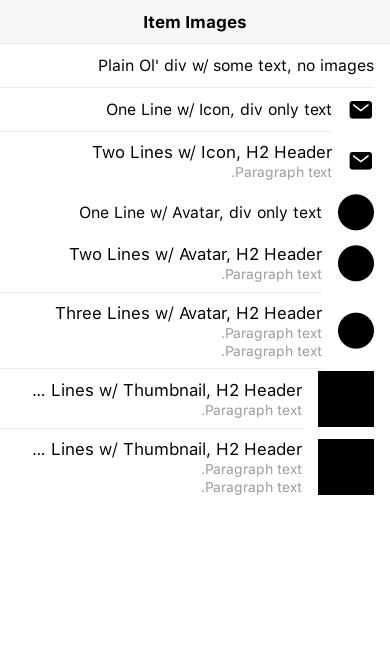 Item Images
Plain Ol' div w/ some text, no images
One Line w/ Icon, div only text
Two Lines w/ Icon, H2 Header
.Paragraph text
One Line w/ Avatar, div only text
Two Lines w/ Avatar, H2 Header
.Paragraph text
Three Lines w/ Avatar, H2 Header
.Paragraph text
.Paragraph text
... Lines w/ Thumbnail, H2 Header
.Paragraph text
... Lines w/ Thumbnail, H2 Header
.Paragraph text
.Paragraph text